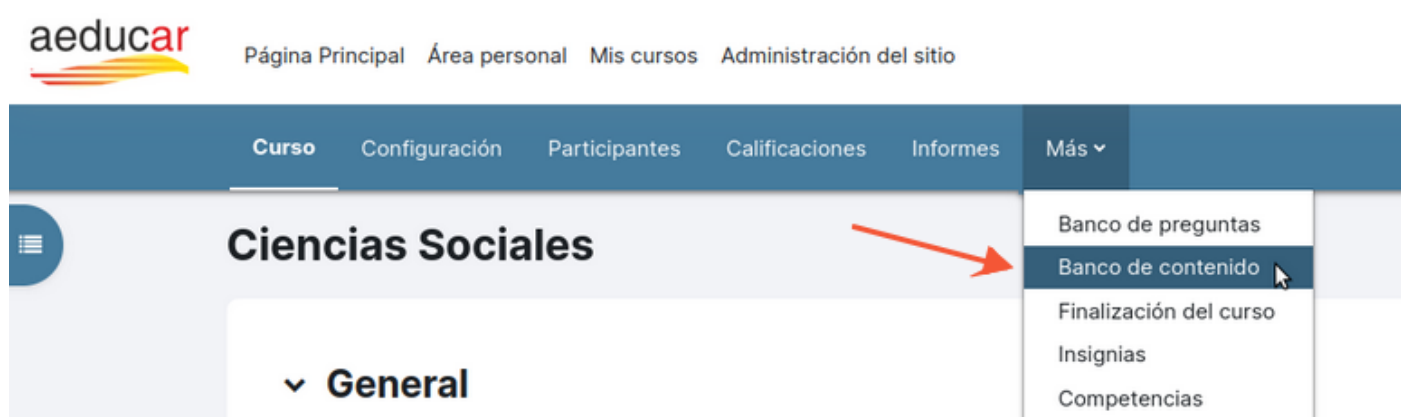 aeducar
Página Principal Área personal Mis cursos Administración del sitio
Curso Configuración Participantes Calificaciones Informes Más
Ciencias Sociales
Banco de preguntas
Banco de contenido
Finalización del curso
Insignias
Competencias
General